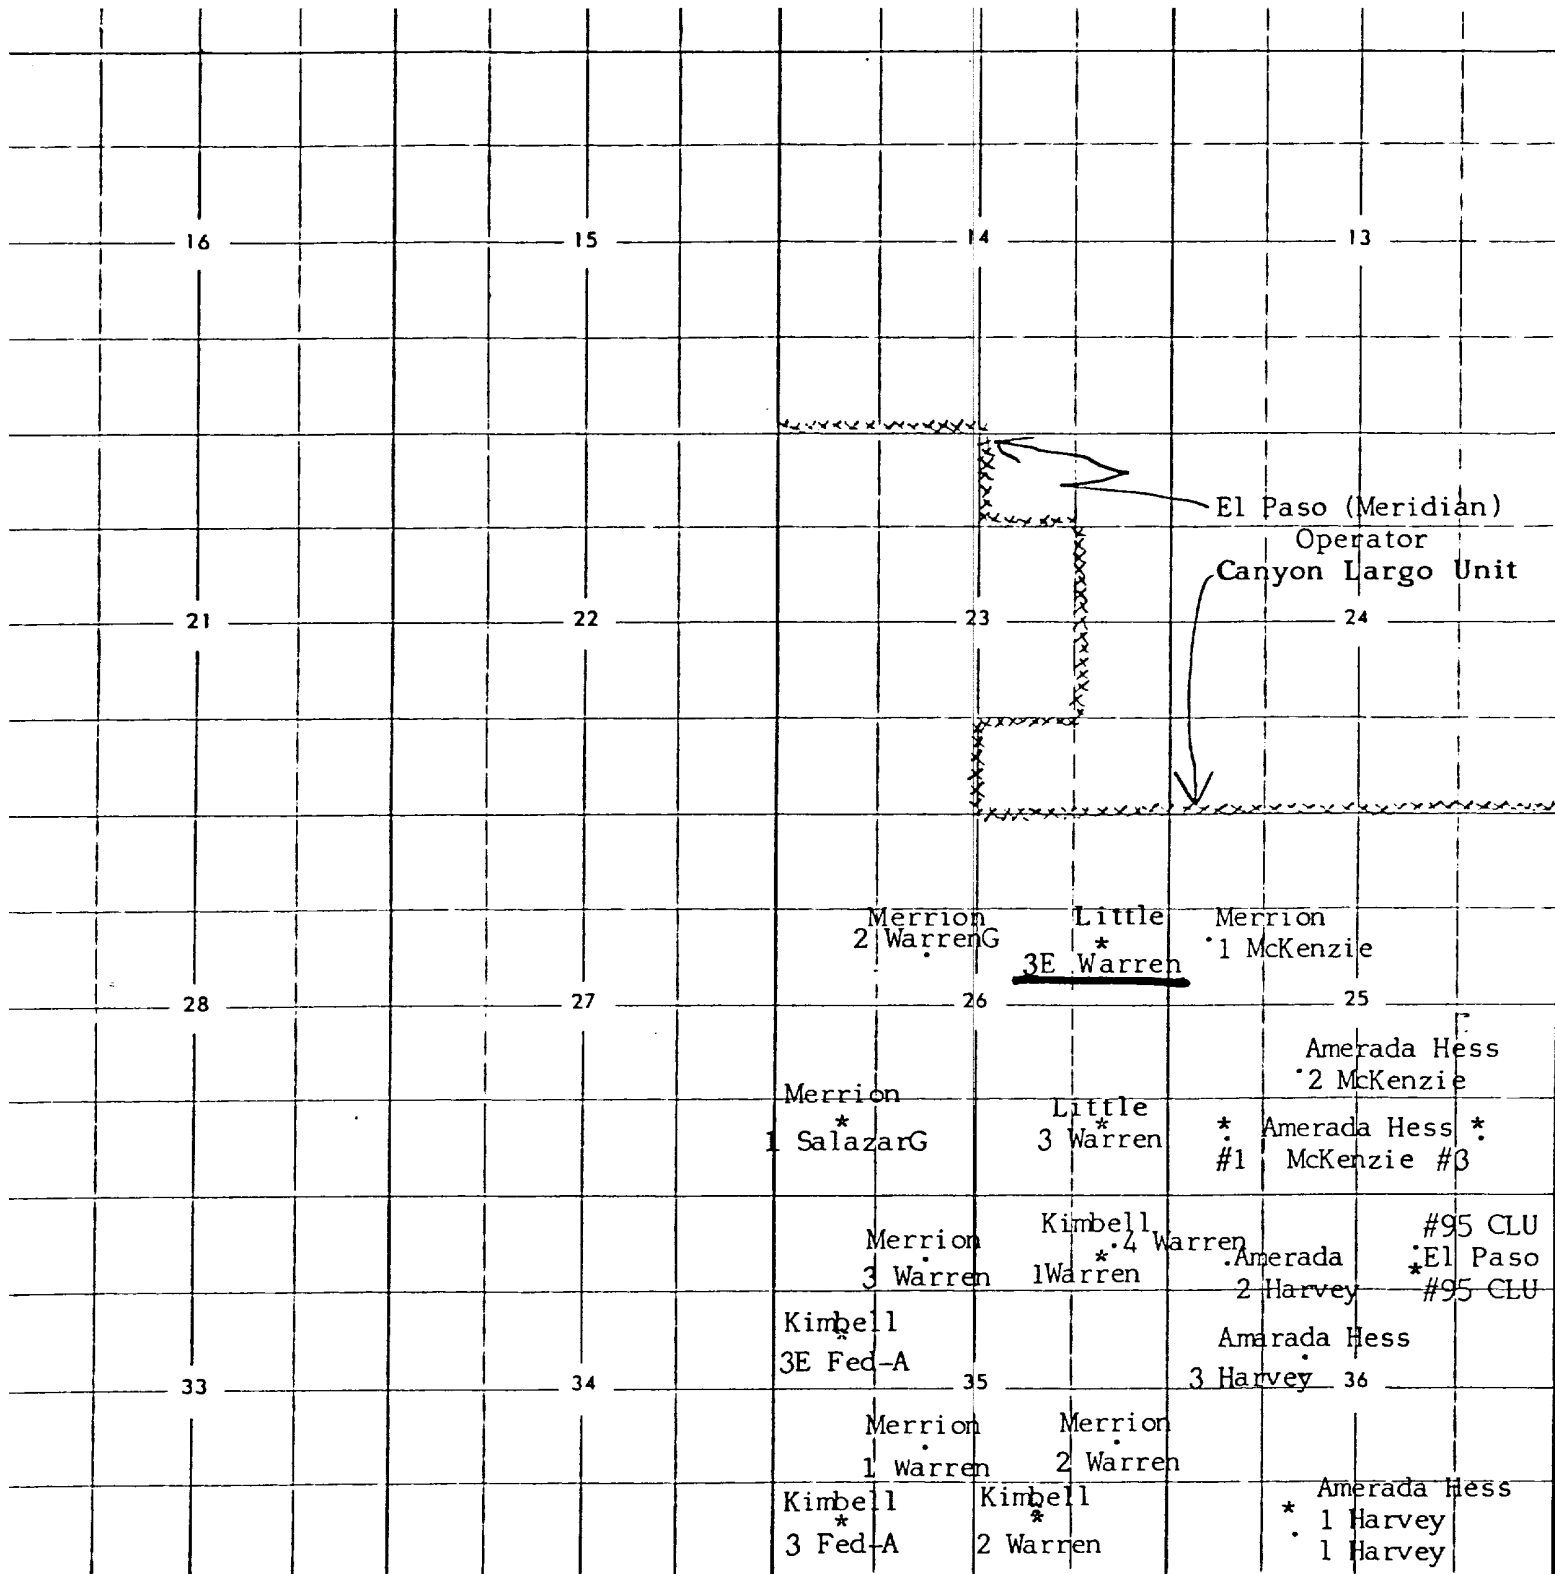 16
15
14
13
El Paso (Meridian)
Operator
Canyon Largo Unit
21
22
23
24
Merrion
2 WarrenG
Little
3E Warren
Merrion
1 McKenzie
28
27
26
25
Amerada Hess
2 McKenzie
Merrion
1 SalazarG
Little
3 Warren
Amerada Hess
#1 McKenzie #3
Merrion
3 Warren
Kimbell
4 Warren
1Warren
Amerada
2 Harvey
#95 CLU
El Paso
#95 CLU
Kimbell
3E Fed-A
Amarada Hess
3 Harvey
33
34
35
36
Merrion
1 Warren
Merrion
2 Warren
Kimbell
3 Fed-A
Kimbell
2 Warren
Amerada Hess
1 Harvey
1 Harvey